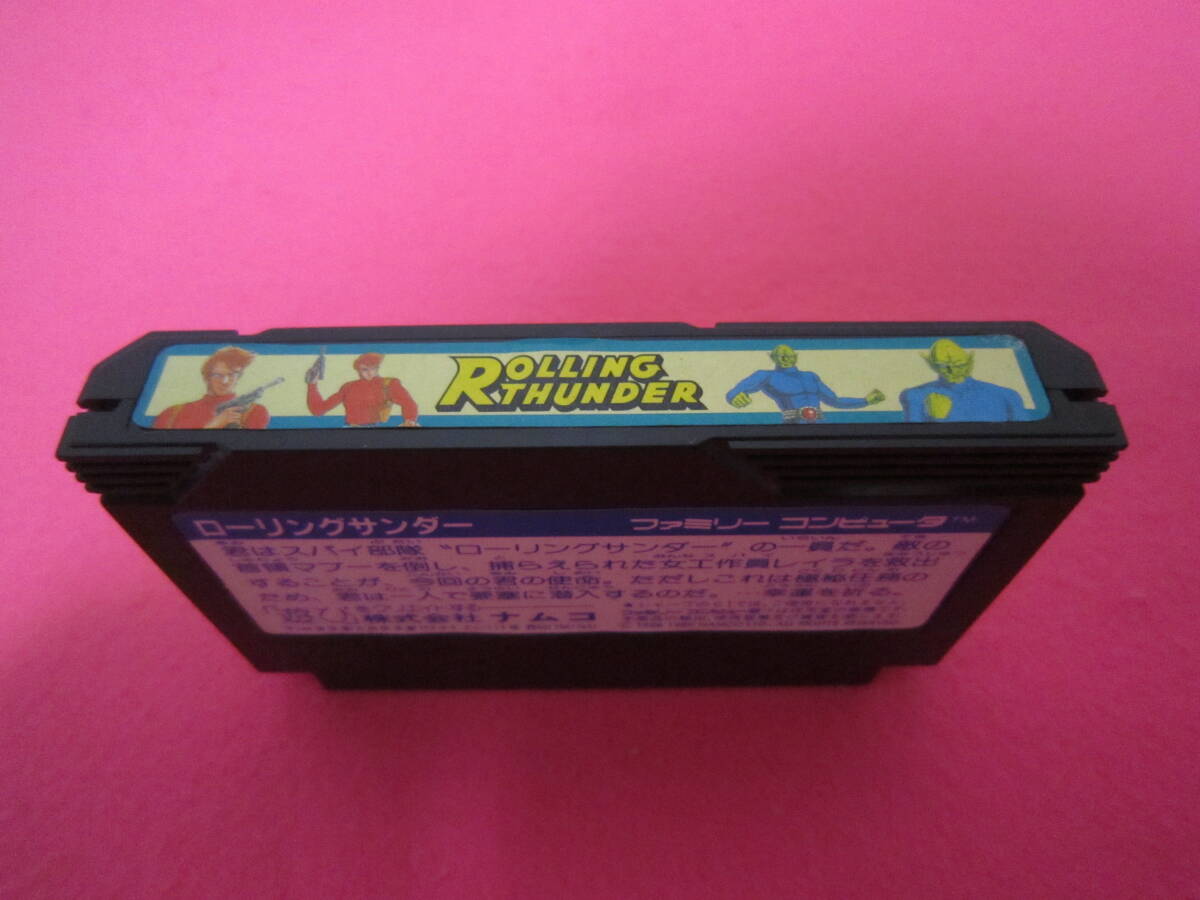 ROLLING
THUNDER
ローリングサンダー ファミリー コンピュータ™
君はスパイ部隊“ローリングサンダー”の一員だ。敵の
首領マブーを倒し、捕らえられた女工作員レイラを救出
することが、今回の君の使命。ただしこれは極秘任務の
ため、君は一人で要塞に潜入するのだ。…幸運を祈る。
株式会社ナムコ